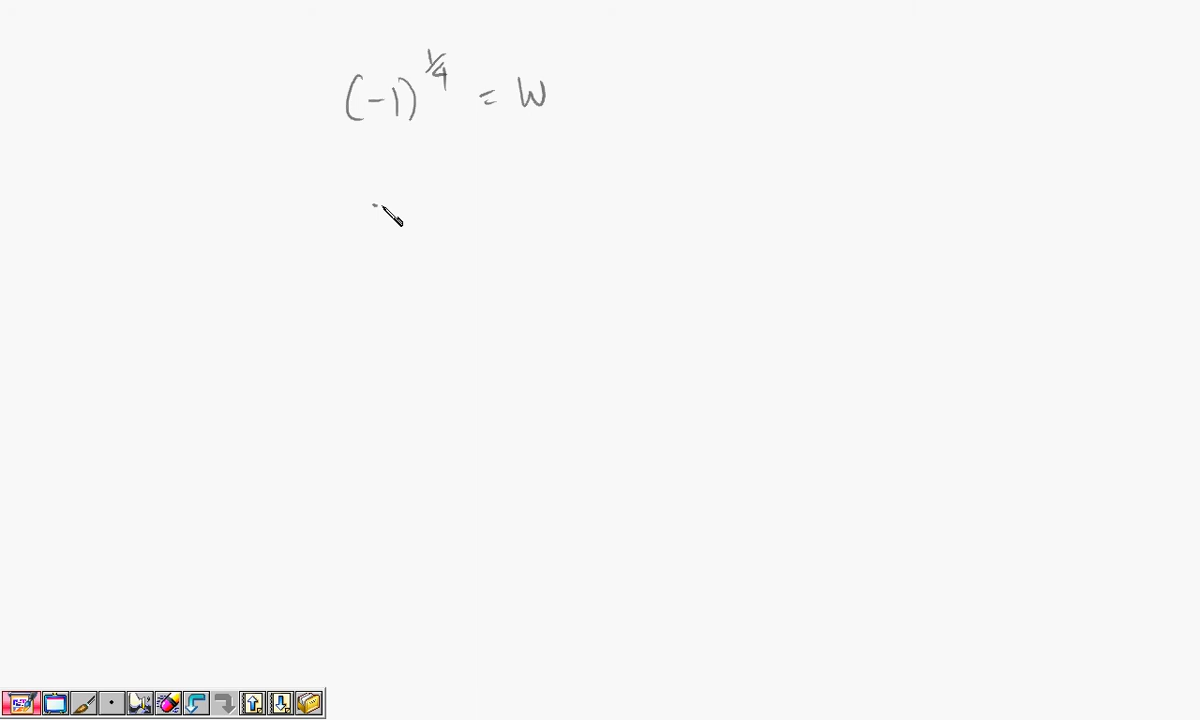 (-1)^{1/4} = W